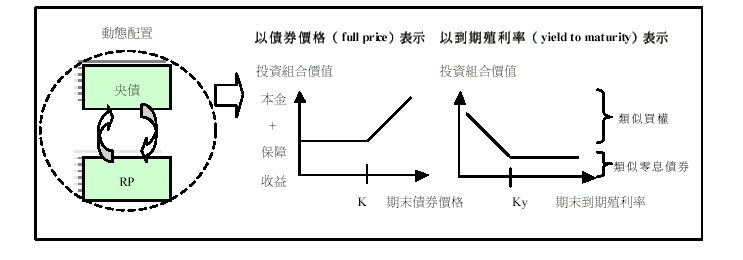 動態配置
央債
RP
以債券價格（full price）表示
投資組合價值
本金
+
保障
收益
K
期末債券價格
以到期殖利率（yield to maturity）表示
投資組合價值
類似買權
類似零息債券
Ky
期末到期殖利率